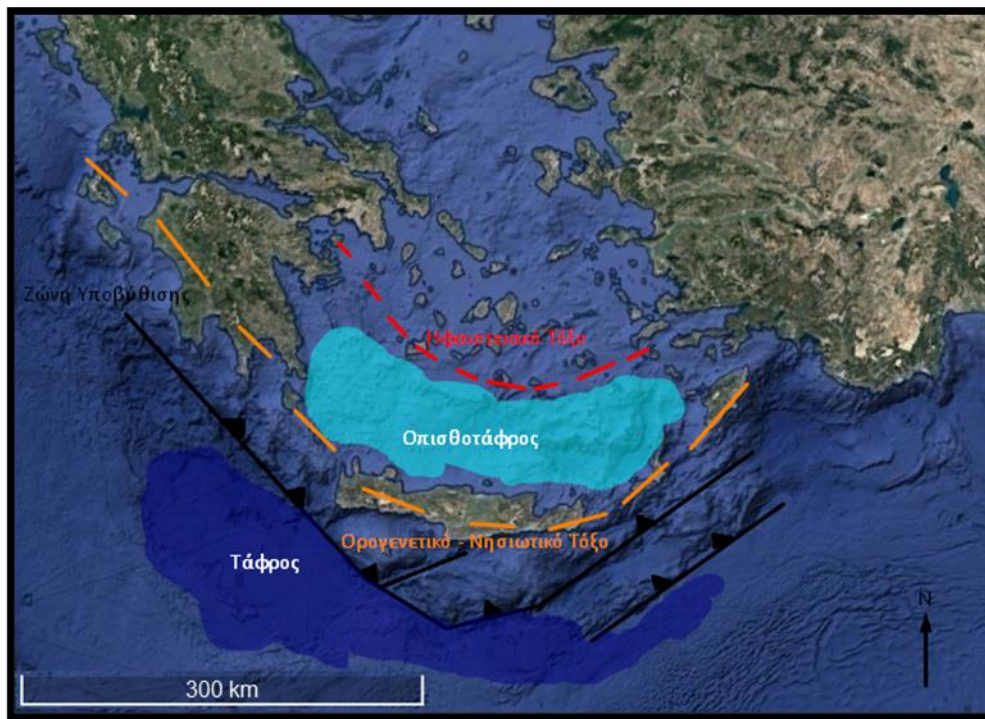 Ζώνη Υποβύθισης
Ηφαιστειακό Τόξο
Οπισθοτάφρος
Ορογενετικό - Νησιωτικό Τόξο
Τάφρος
N
300 km